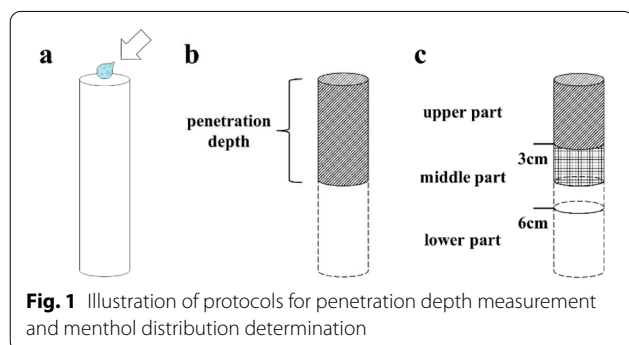 a
b
c
penetration
depth
upper part
3cm
middle part
6cm
lower part
Fig. 1 Illustration of protocols for penetration depth measurement
and menthol distribution determination